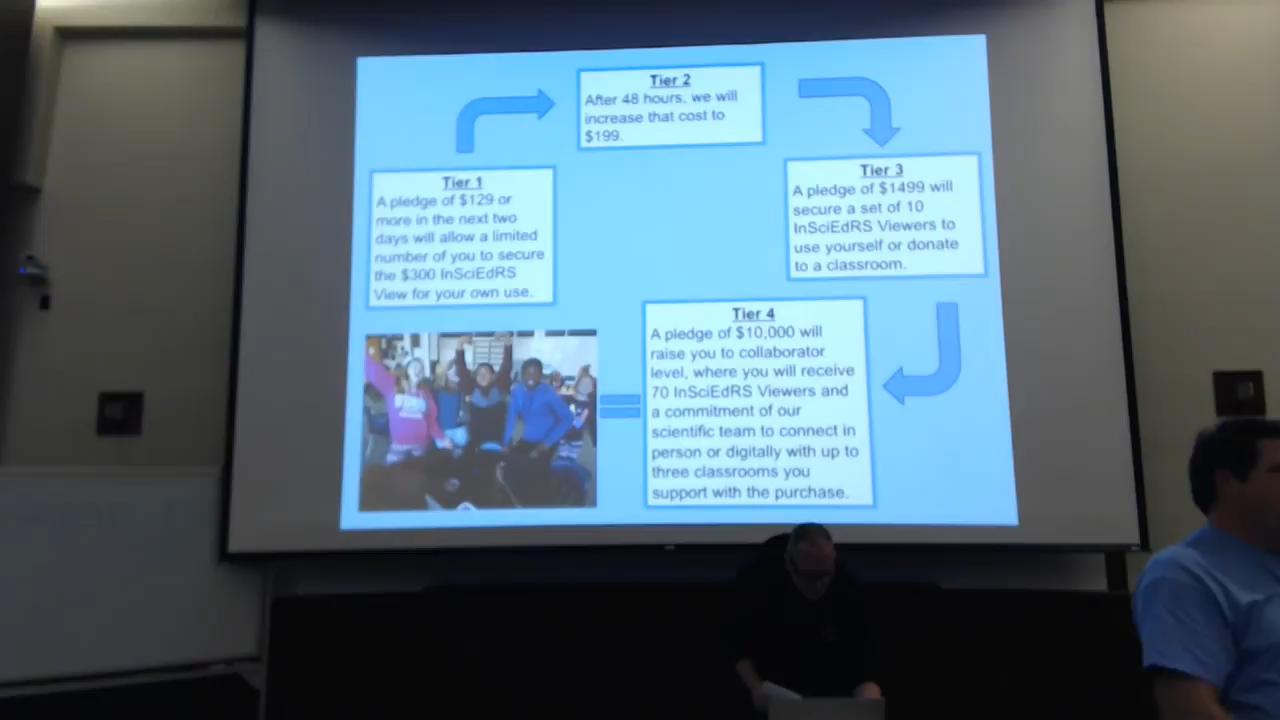 Tier 1
A pledge of $129 or
more in the next two
days will allow a limited
number of you to secure
the $300 InSciEdRS
View for your own use.
Tier 2
After 48 hours, we will
increase that cost to
$199.
Tier 3
A pledge of $1499 will
secure a set of 10
InSciEdRS Viewers to
use yourself or donate
to a classroom.
Tier 4
A pledge of $10,000 will
raise you to collaborator
level, where you will receive
70 InSciEdRS Viewers and
a commitment of our
scientific team to connect in
person or digitally with up to
three classrooms you
support with the purchase.